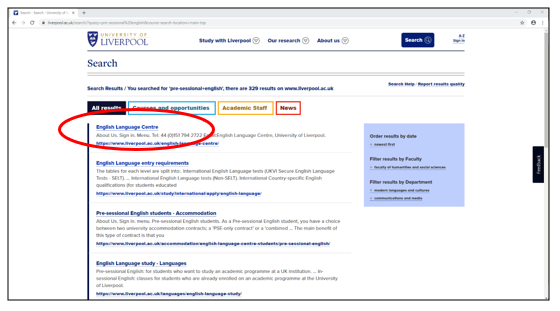 Search - Search - University of L
liverpool.ac.uk/search/?query=pre-sessional%20english&source-search-location=main-top
UNIVERSITY OF
LIVERPOOL
Study with Liverpool
Our research
About us
Search
A-Z
Sign in
Search
Search Results / You searched for 'pre-sessional+english', there are 329 results on www.liverpool.ac.uk
Search Help / Report results quality
All results
Courses and opportunities
Academic Staff
News
English Language Centre
About Us. Sign in. Menu. Tel: 44 (0)151 794 2722 Email English Language Centre, University of Liverpool.
https://www.liverpool.ac.uk/english-language-centre/
English Language entry requirements
The tables for each level are split into:. International English Language tests (UKVI Secure English Language
Tests - SELT). ... International English Language tests (Non-SELT). International Country-specific English
qualifications (for students educated
https://www.liverpool.ac.uk/study/international/apply/english-language/
Pre-sessional English students - Accommodation
About Us. Sign in. menu. Pre-sessional English students. As a Pre-sessional English student, you have a choice
between two university accommodation contracts; a 'PSE only contract' or a 'combined ... The main benefit of
this type of contract is that you
https://www.liverpool.ac.uk/accommodation/english-language-centre-students/pre-sessional-english/
English Language study - Languages
Pre-sessional English: for students who want to study an academic programme at a UK institution. ... In-
sessional English: classes for students who are already enrolled on an academic programme at the University
of Liverpool.
https://www.liverpool.ac.uk/languages/english-language-study/
Order results by date
newest first
Filter results by Faculty
faculty of humanities and social sciences
Filter results by Department
modern languages and cultures
communications and media
Feedback